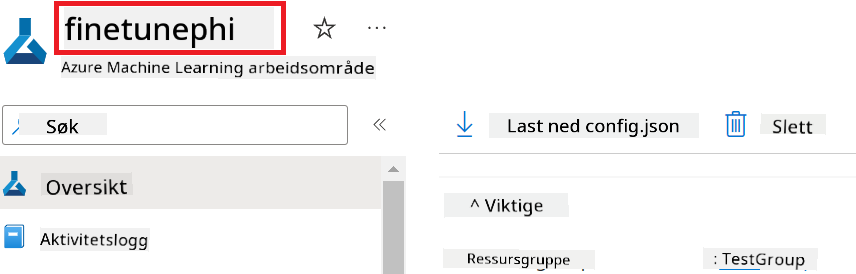 finetunephi
Azure Machine Learning arbeidsområde
Søk
Last ned config.json
Slett
Oversikt
^ Viktige
Aktivitetslogg
Ressursgruppe
: TestGroup